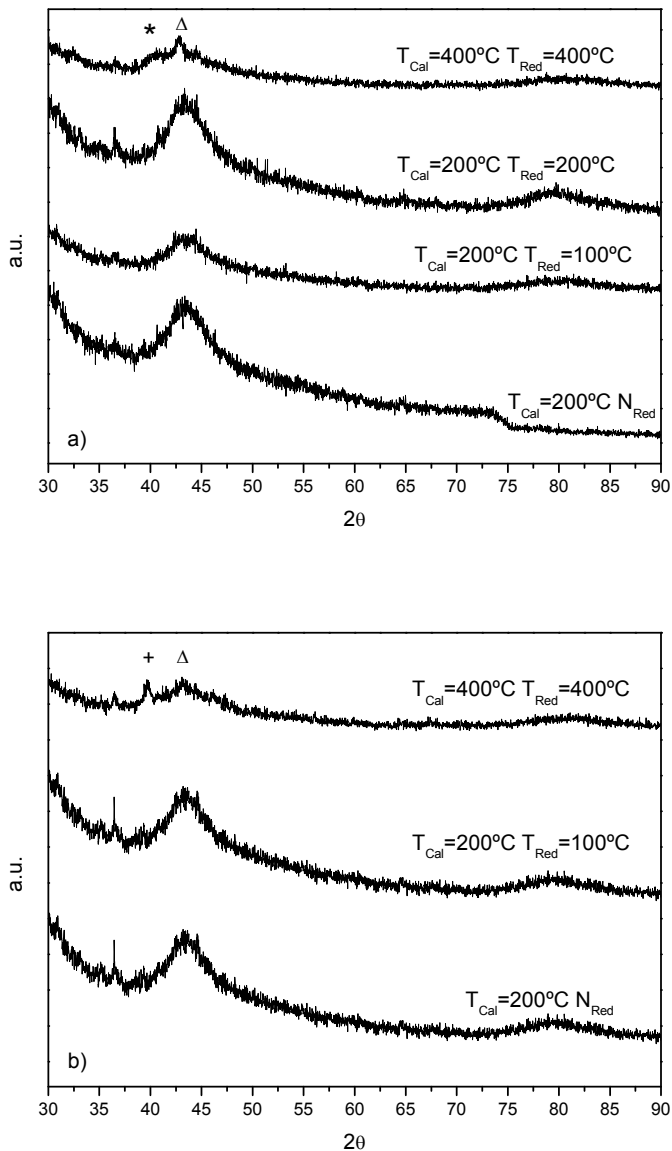 * Δ
T_Cal=400ºC T_Red=400ºC
T_Cal=200ºC T_Red=200ºC
T_Cal=200ºC T_Red=100ºC
T_Cal=200ºC N_Red
a.u.
a)
30 35 40 45 50 55 60 65 70 75 80 85 90
2θ
+ Δ
T_Cal=400ºC T_Red=400ºC
T_Cal=200ºC T_Red=100ºC
T_Cal=200ºC N_Red
a.u.
b)
30 35 40 45 50 55 60 65 70 75 80 85 90
2θ